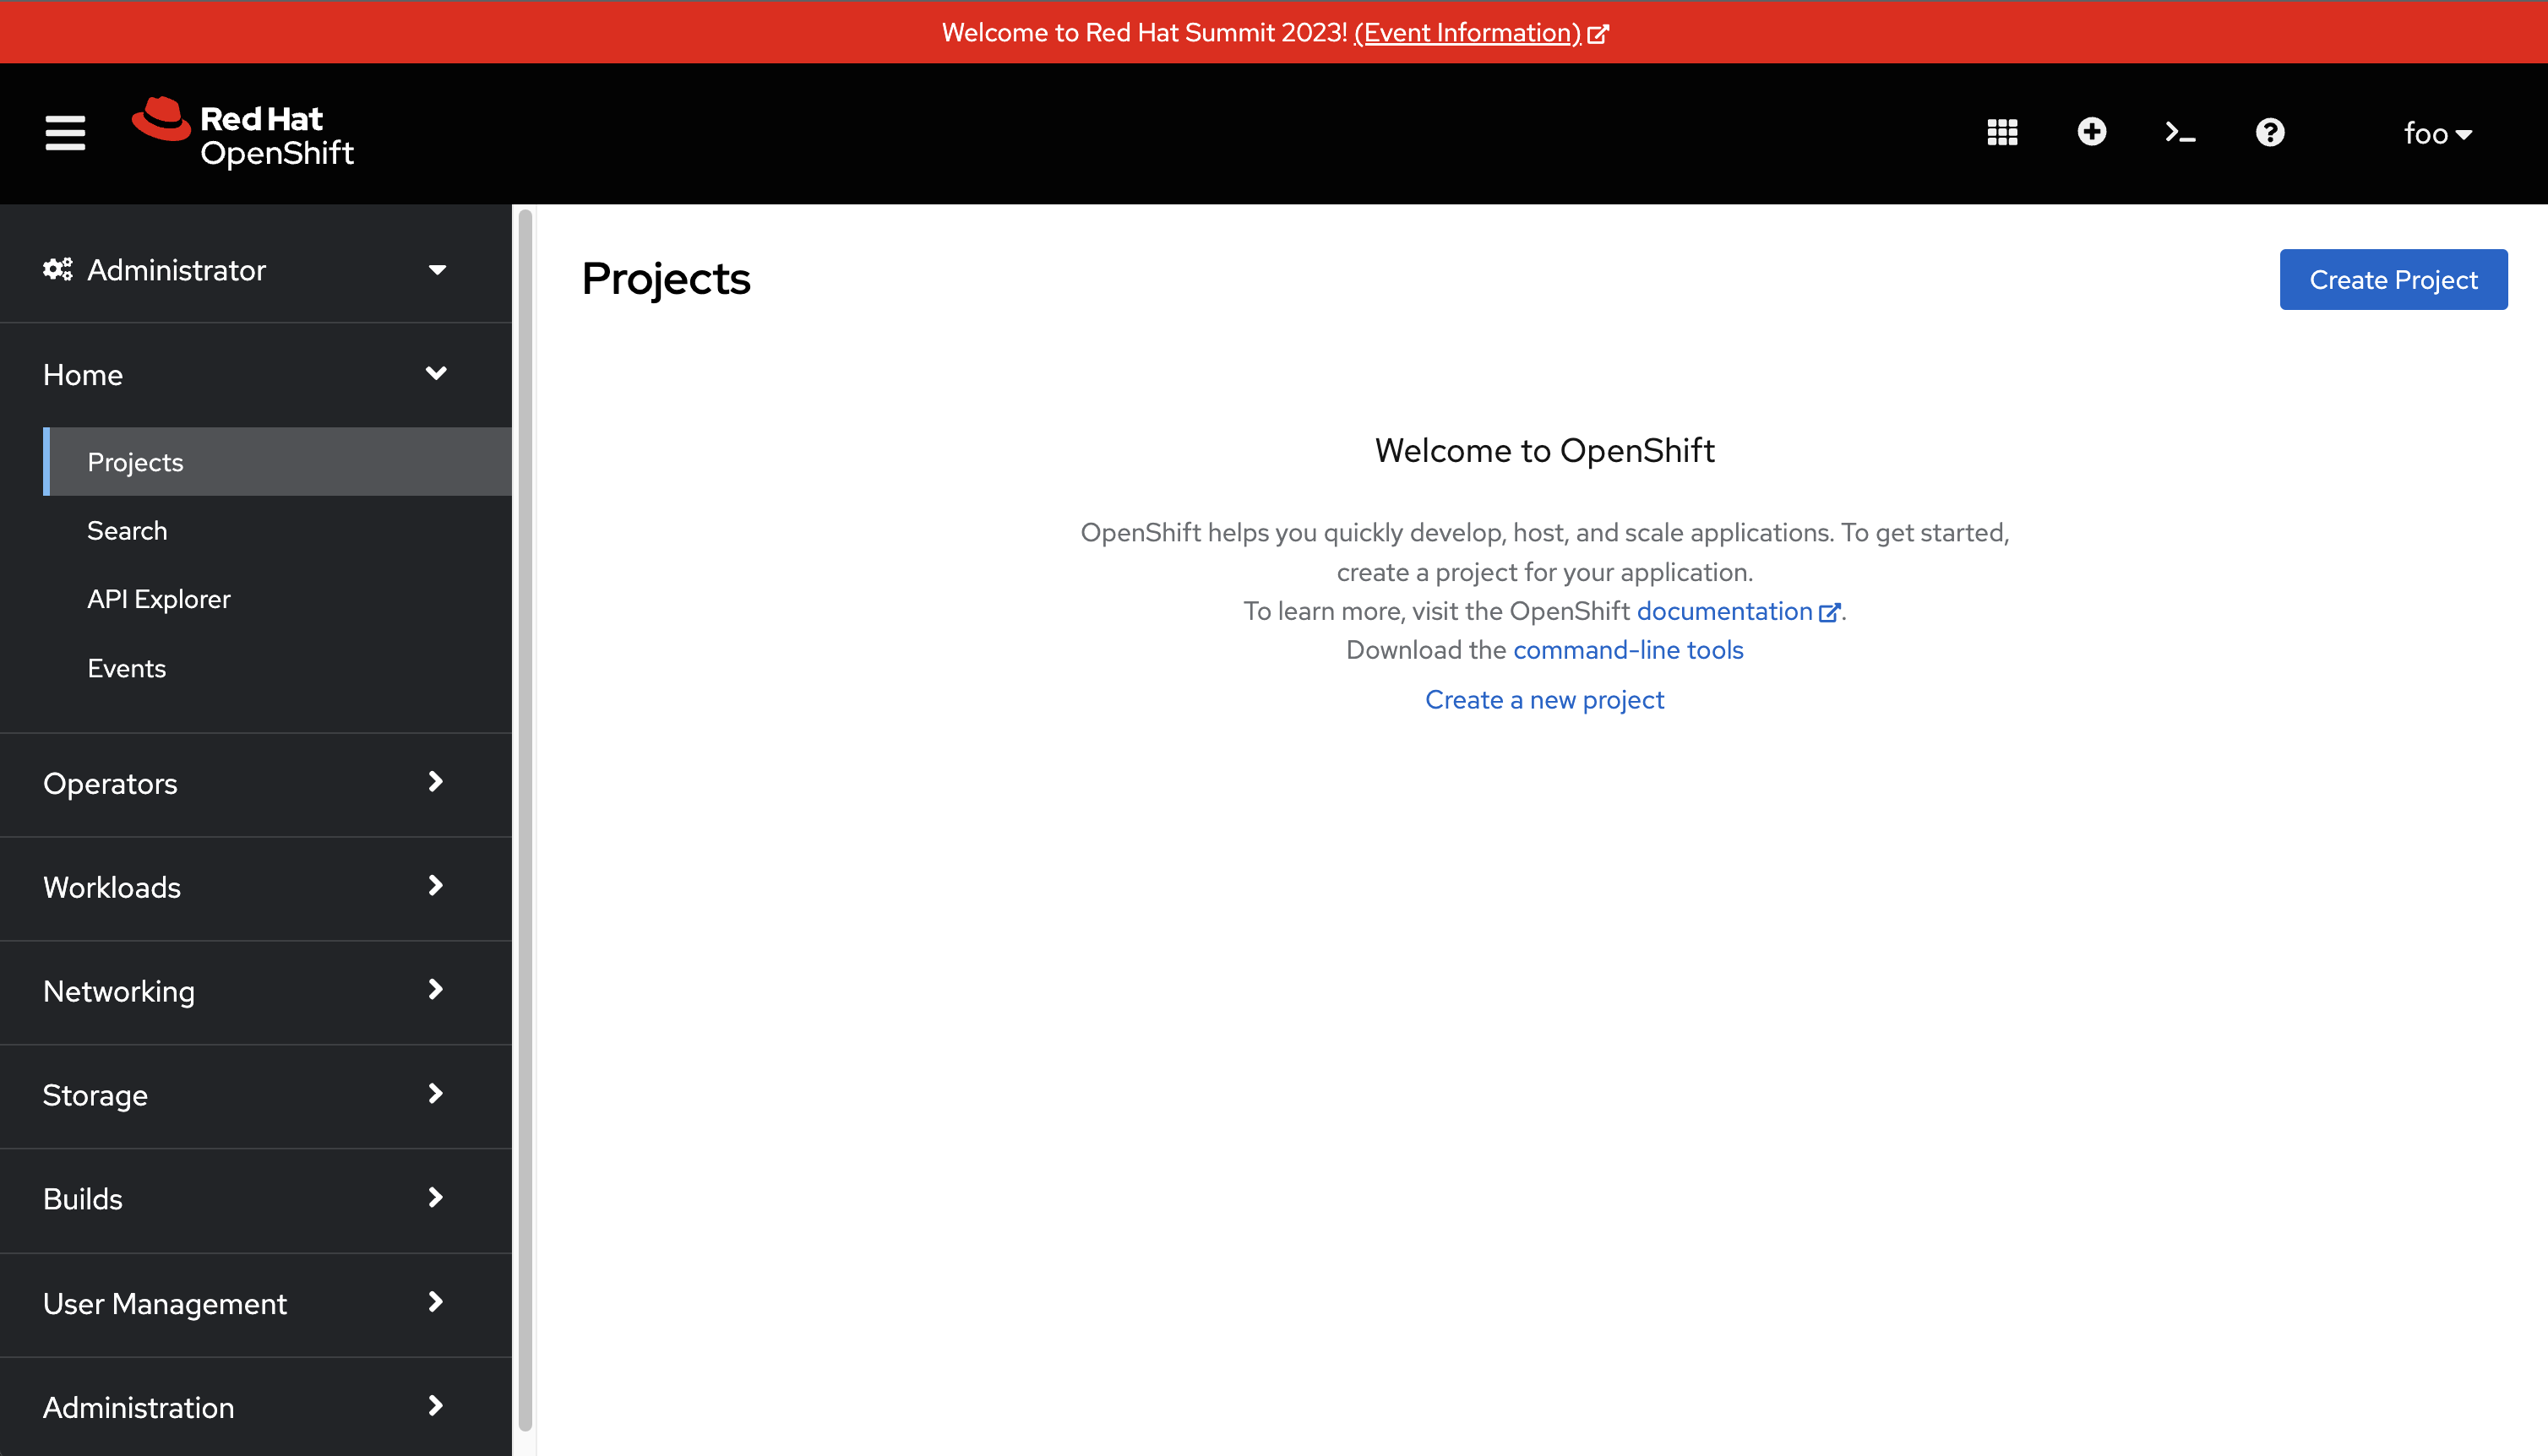 Welcome to Red Hat Summit 2023! (Event Information)
Red Hat
OpenShift
foo
Administrator
Home
Projects
Search
API Explorer
Events
Operators
Workloads
Networking
Storage
Builds
User Management
Administration
Projects
Create Project
Welcome to OpenShift
OpenShift helps you quickly develop, host, and scale applications. To get started,
create a project for your application.
To learn more, visit the OpenShift documentation.
Download the command-line tools
Create a new project